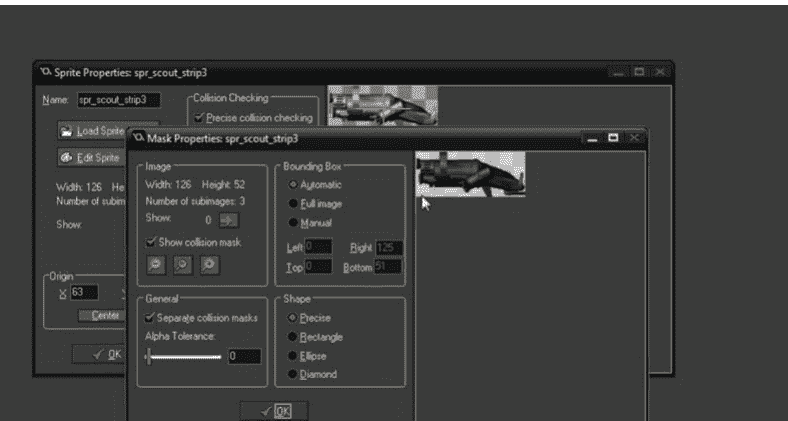 Sprite Properties: spr_scout_strip3
Name: spr_scout_strip3
Collision Checking
Precise collision checking
Load Sprite
Edit Sprite
Width: 126
Number of subim
Show:
Origin
X 63
Center
OK
Mask Properties: spr_scout_strip3
Image
Width: 126 Height: 52
Number of subimages: 3
Show: 0
Show collision mask
General
Separate collision masks
Alpha Tolerance:
0
Bounding Box
Automatic
Full image
Manual
Left 0 Right 125
Top 0 Bottom 51
Shape
Precise
Rectangle
Ellipse
Diamond
OK